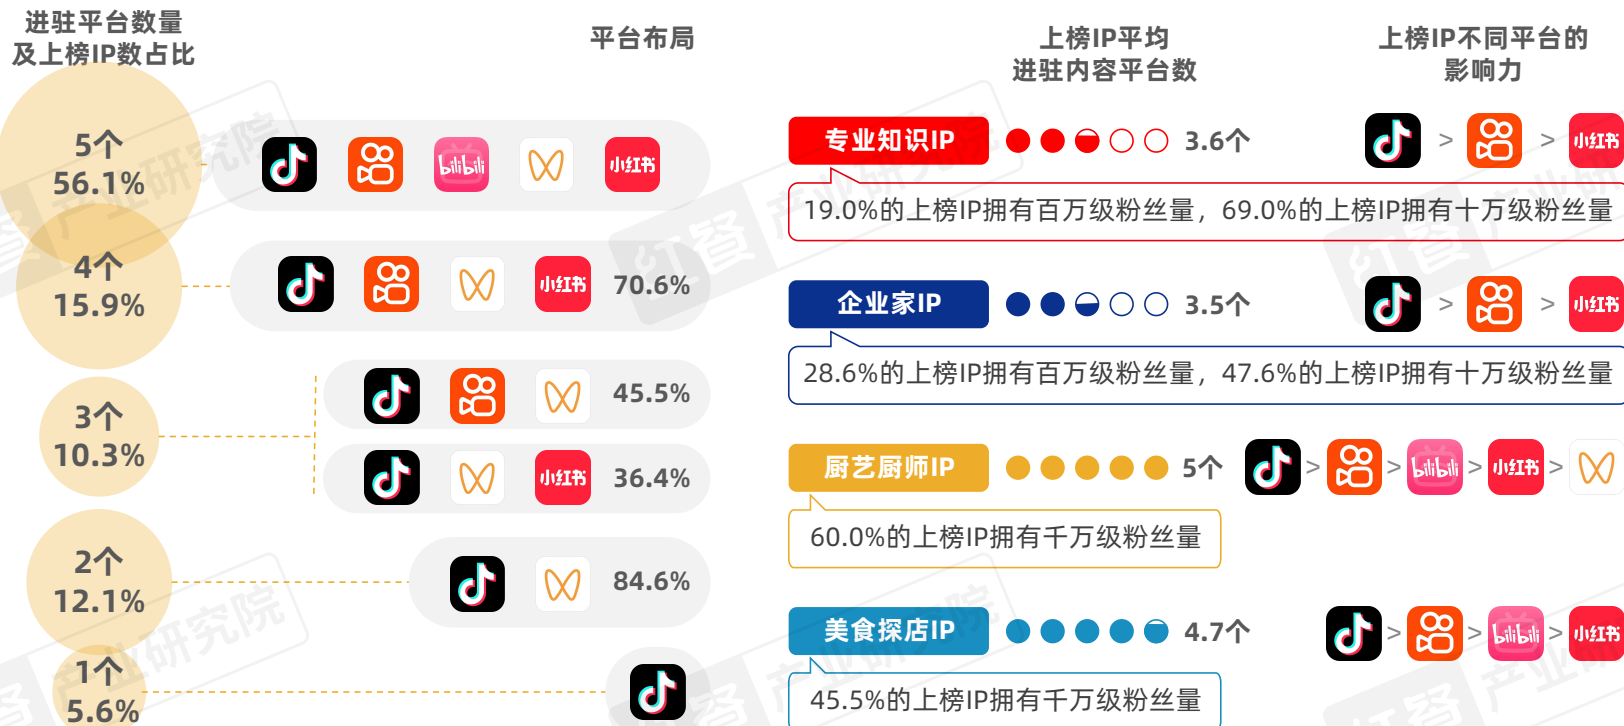 进驻平台数量
及上榜IP数占比
平台布局
上榜IP平均
进驻内容平台数
上榜IP不同平台的
影响力
5个
56.1%
bilibili
小红书
4个
15.9%
小红书
70.6%
3个
10.3%
45.5%
小红书
36.4%
2个
12.1%
84.6%
1个
5.6%
专业知识IP
3.6个
>
>
小红书
19.0%的上榜IP拥有百万级粉丝量，69.0%的上榜IP拥有十万级粉丝量
企业家IP
3.5个
>
>
小红书
28.6%的上榜IP拥有百万级粉丝量，47.6%的上榜IP拥有十万级粉丝量
厨艺厨师IP
5个
>
>
bilibili
>
小红书
>
60.0%的上榜IP拥有千万级粉丝量
美食探店IP
4.7个
>
>
bilibili
>
小红书
45.5%的上榜IP拥有千万级粉丝量
红餐 产业研究院